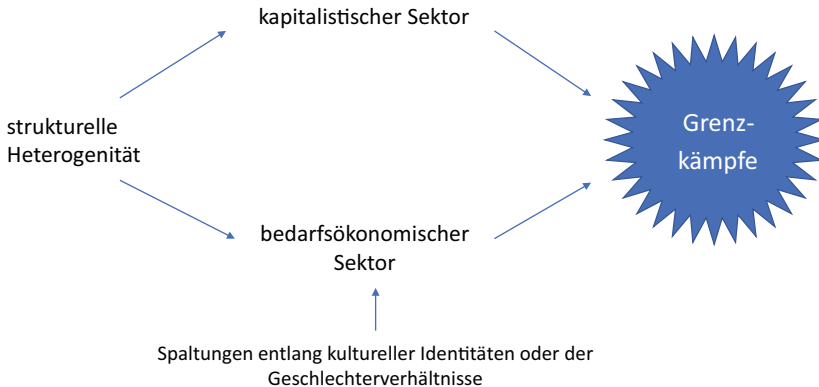 kapitalistischer Sektor
strukturelle
Heterogenität
Grenz-
kämpfe
bedarfsökonomischer
Sektor
Spaltungen entlang kultureller Identitäten oder der
Geschlechterverhältnisse